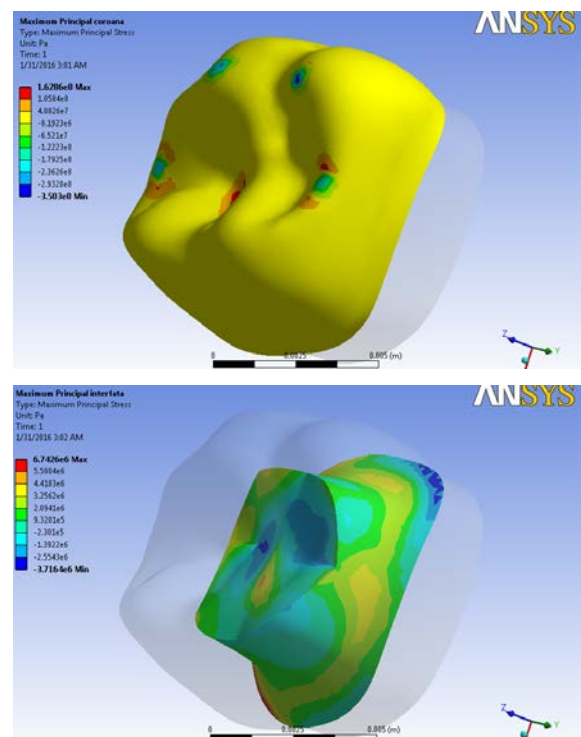 Maximum Principal coroana
Type: Maximum Principal Stress
Unit: Pa
Time: 1
1/31/2016 3:01 AM
ANSYS
1.6286e8 Max
1.0584e8
4.8826e7
-8.1923e6
-6.521e7
-1.2223e8
-1.7925e8
-2.3626e8
-2.9328e8
-3.503e8 Min
Z
Y
0
0.0025
0.005 (m)
Maximum Principal interfata
Type: Maximum Principal Stress
Unit: Pa
Time: 1
1/31/2016 3:02 AM
ANSYS
6.7426e6 Max
5.5804e6
4.4183e6
3.2562e6
2.0941e6
9.3201e5
-2.301e5
-1.3922e6
-2.5543e6
-3.7164e6 Min
Z
Y
0
0.0025
0.005 (m)